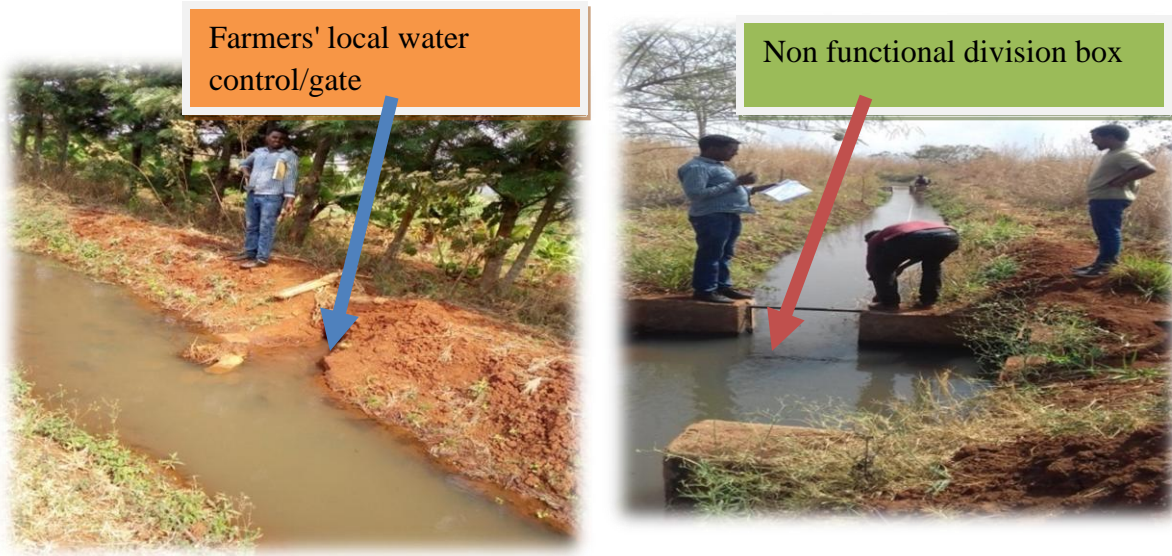 Farmers' local water
control/gate
Non functional division box